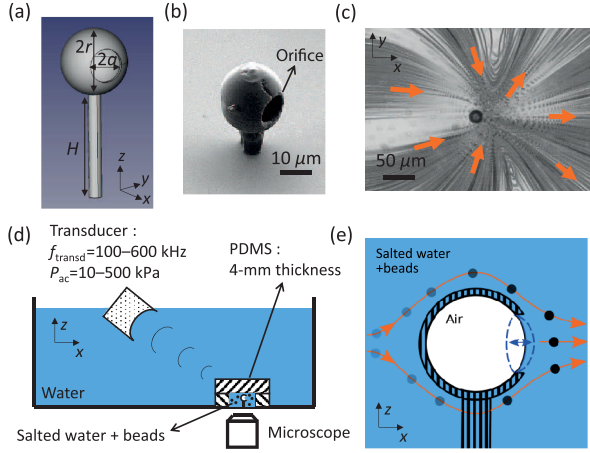 (a)
2r
2a
H
z
y
x
(b)
Orifice
10 μm
(c)
y
x
50 μm
(d)
Transducer :
f_transd=100–600 kHz
P_ac=10–500 kPa
PDMS :
4-mm thickness
z
x
Water
Salted water + beads
Microscope
(e)
Salted water
+beads
Air
z
x